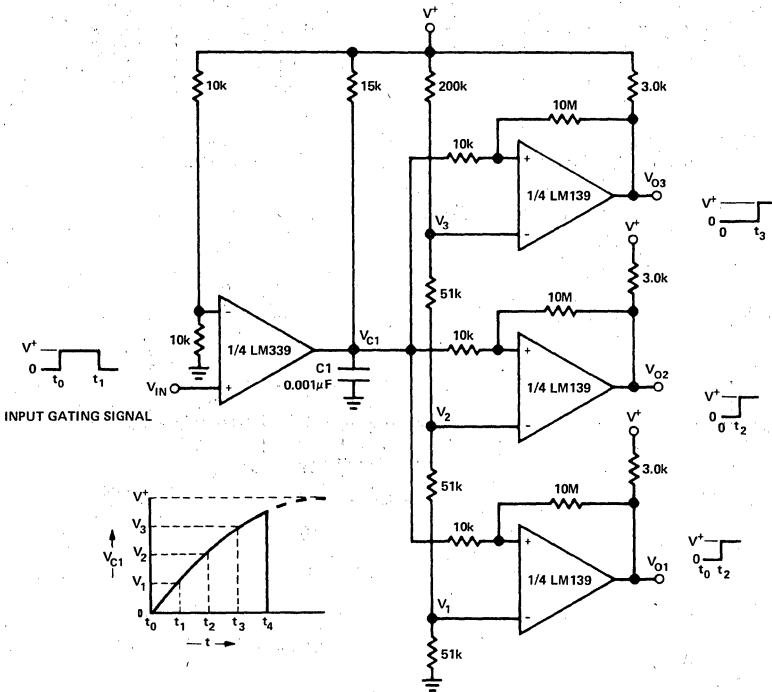 V+
10k
15k
200k
3.0k
10M
10k
+
1/4 LM139
VO3
V+
0
0
t3
V3
−
V+
51k
3.0k
10M
10k
−
1/4 LM339
10k
VC1
+
1/4 LM139
VO2
V+
0
0
t2
V+
0
t0
t1
VIN
+
C1
0.001μF
V2
−
V+
INPUT GATING SIGNAL
51k
3.0k
10M
10k
V+
V3
V2
V1
0
VC1
t0
t1
t2
t3
t4
t
+
1/4 LM139
VO1
V+
0
t0
t2
V1
−
51k